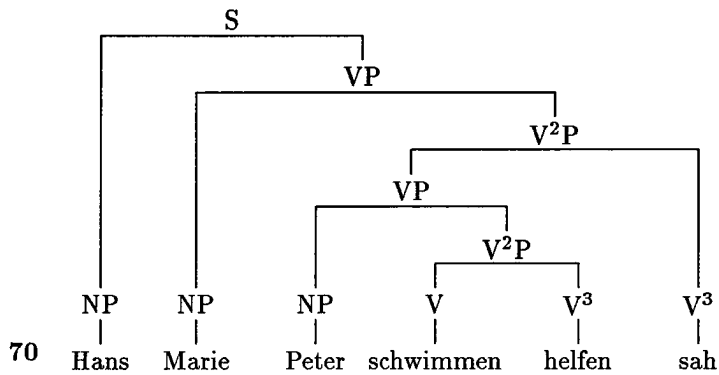 S
VP
V²P
VP
V²P
NP NP NP V V³ V³
70 Hans Marie Peter schwimmen helfen sah